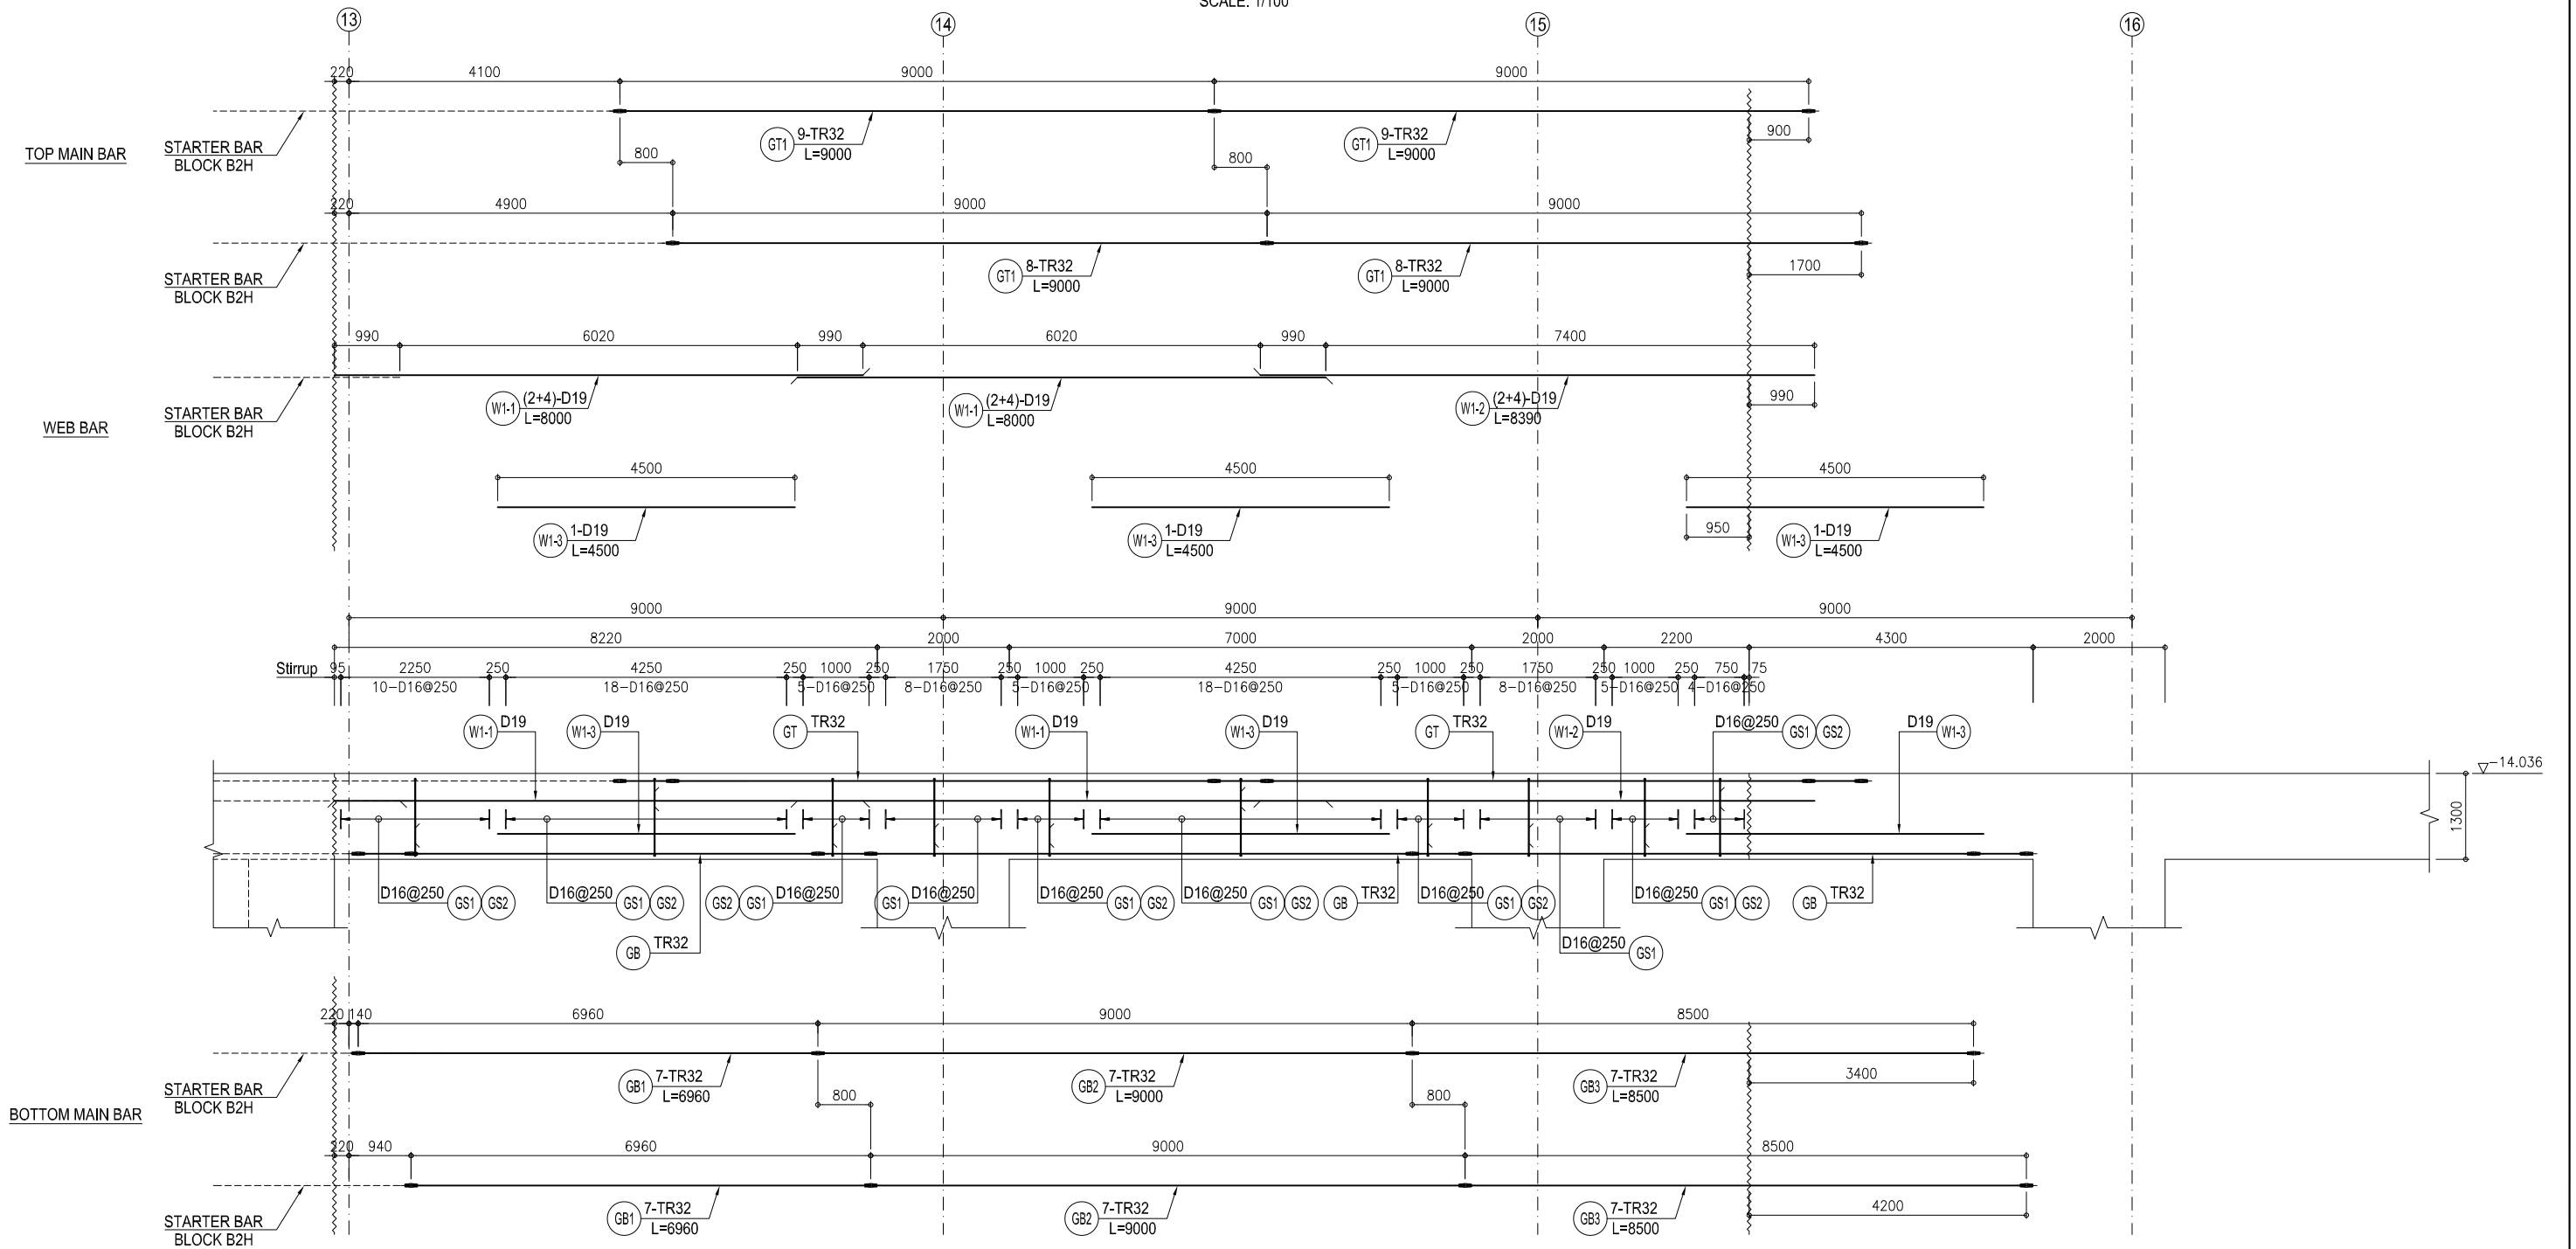 SCALE: 1/100
13 14 15 16
220 4100 9000 9000
TOP MAIN BAR
STARTER BAR
BLOCK B2H
GT1 9-TR32
L=9000
GT1 9-TR32
L=9000
900
800 800
220 4900 9000 9000
STARTER BAR
BLOCK B2H
GT1 8-TR32
L=9000
GT1 8-TR32
L=9000
1700
990 6020 990 6020 990 7400
WEB BAR
STARTER BAR
BLOCK B2H
W1-1 (2+4)-D19
L=8000
W1-1 (2+4)-D19
L=8000
W1-2 (2+4)-D19
L=8390
990
4500 4500 4500
W1-3 1-D19
L=4500
W1-3 1-D19
L=4500
950
W1-3 1-D19
L=4500
9000 9000 9000
8220 2000 7000 2000 2200 4300 2000
Stirrup 95 2250 250 4250 250 1000 250 1750 250 1000 250 4250 250 1000 250 1750 250 1000 250 750 75
10-D16@250 18-D16@250 5-D16@250 8-D16@250 5-D16@250 18-D16@250 5-D16@250 8-D16@250 5-D16@250 4-D16@250
W1-1 D19 W1-3 D19 GT TR32 W1-1 D19 W1-3 D19 GT TR32 W1-2 D19 D16@250 GS1 GS2 D19 W1-3
-14.036
1300
D16@250 GS1 GS2 D16@250 GS1 GS2 GS2 GS1 D16@250 GS1 D16@250 D16@250 GS1 GS2 D16@250 GS1 GS2 GB TR32 D16@250 GS1 GS2 D16@250 GS1 GS2 GB TR32
GB TR32 D16@250 GS1
220 140 6960 9000 8500
BOTTOM MAIN BAR
STARTER BAR
BLOCK B2H
GB1 7-TR32
L=6960
GB2 7-TR32
L=9000
GB3 7-TR32
L=8500
3400
800 800
220 940 6960 9000 8500
STARTER BAR
BLOCK B2H
GB1 7-TR32
L=6960
GB2 7-TR32
L=9000
GB3 7-TR32
L=8500
4200